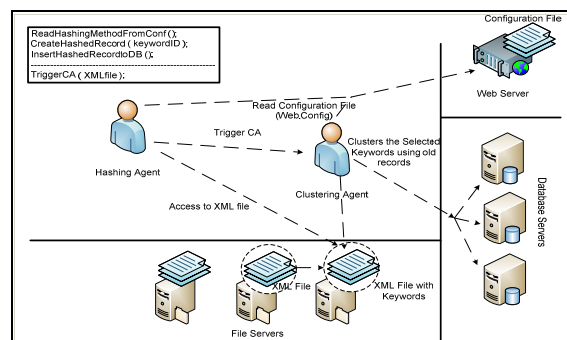 Configuration File
ReadHashingMethodFromConf();
CreateHashedRecord(keywordID);
InsertHashedRecordtoDB();
TriggerCA(XMLfile);
Web Server
Read Configuration File
(Web.Config)
Trigger CA
Clusters the Selected
Keywords using old
records
Hashing Agent
Clustering Agent
Access to XML file
Database Servers
XML File
XML File with
Keywords
File Servers